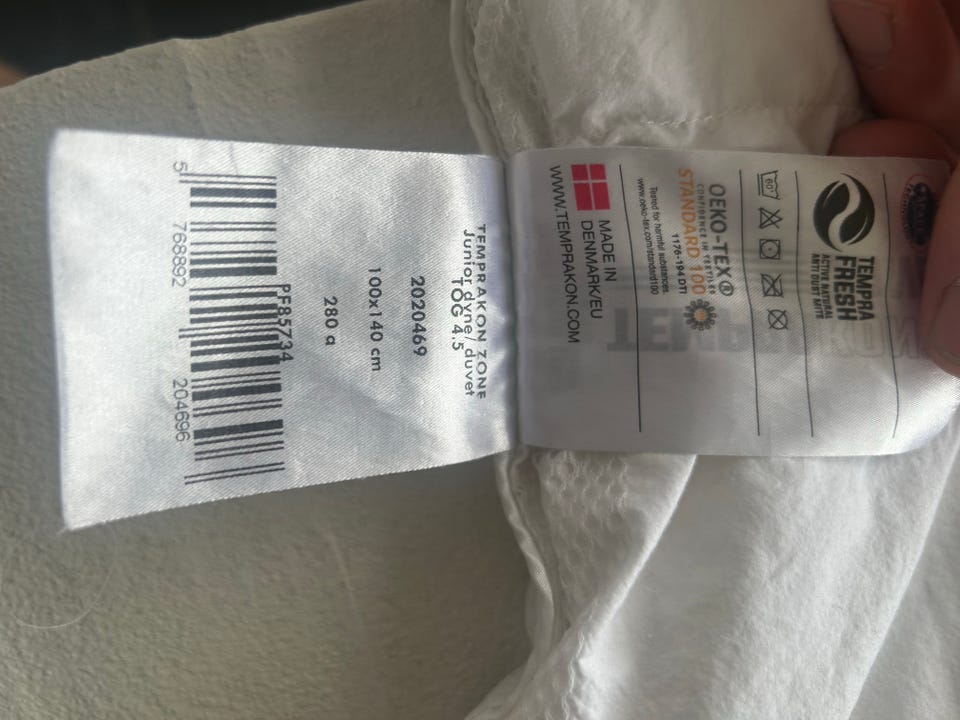 TEMPRA
FRESH
ACTIVE NATURAL
ANTI DUST MITE
60°
OEKO-TEX®
CONFIDENCE IN TEXTILES
STANDARD 100
1176-194 DTI
Tested for harmful substances.
www.oeko-tex.com/standard100
MADE IN
DENMARK/EU
WWW.TEMPRAKON.COM
TEMPRAKON ZONE
Junior dyne/duvet
TOG 4.5
2020469
100x140 cm
280 g
PF85734
5 768892 204696